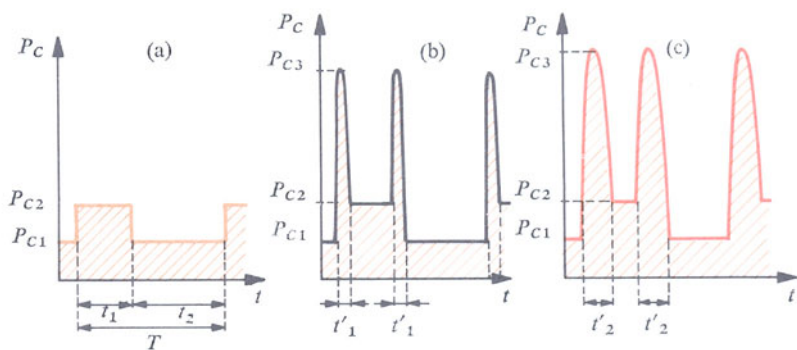 P_C (a)
P_C2
P_C1
t_1 t_2 t
T
P_C (b)
P_C3
P_C2
P_C1
t
t'_1 t'_1
P_C (c)
P_C3
P_C2
P_C1
t
t'_2 t'_2